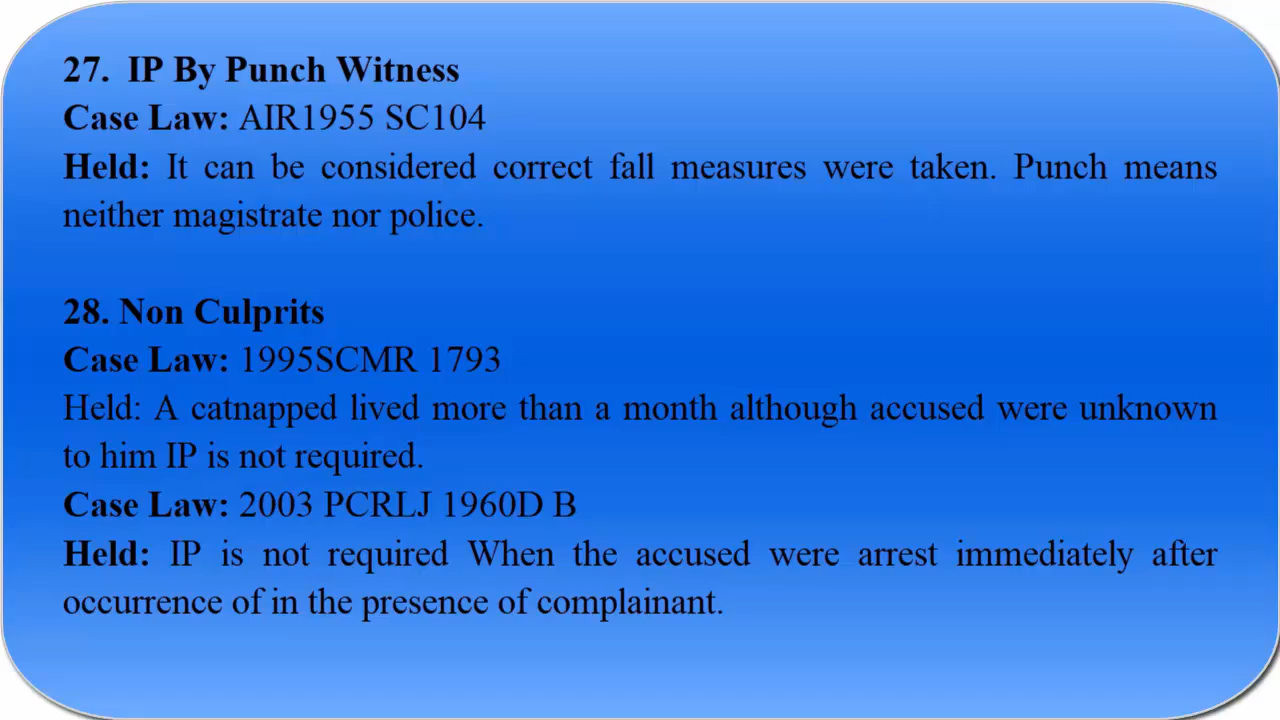 27. IP By Punch Witness
Case Law: AIR1955 SC104
Held: It can be considered correct fall measures were taken. Punch means
neither magistrate nor police.
28. Non Culprits
Case Law: 1995SCMR 1793
Held: A catnapped lived more than a month although accused were unknown
to him IP is not required.
Case Law: 2003 PCRLJ 1960D B
Held: IP is not required When the accused were arrest immediately after
occurrence of in the presence of complainant.